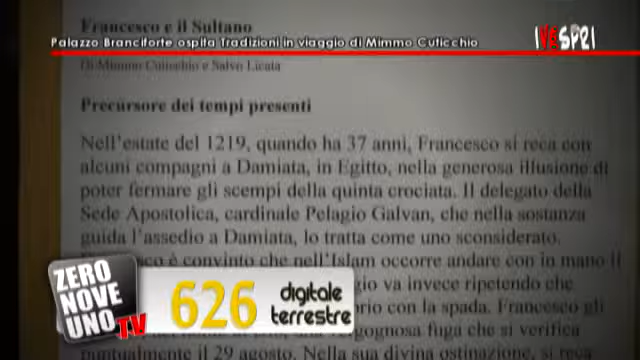 Francesco e il Sultano
Palazzo Branciforte ospita Tradizioni in viaggio di Mimmo Cuticchio
I VESPRI
Di Mimmo Cuticchio e Salvo Licata
Precursore dei tempi presenti
Nell'estate del 1219, quando ha 37 anni, Francesco si reca con
alcuni compagni a Damiata, in Egitto, nella generosa illusione di
poter fermare gli scempi della quinta crociata. Il delegato della
Sede Apostolica, cardinale Pelagio Galvan, che nella sostanza
guida l'assedio a Damiata, lo tratta come uno sconsiderato.
è convinto che nell'Islam occorre andare con in mano il
va invece ripetendo che
con la spada. Francesco gli
fuga che si verifica
puntualmente il 29 agosto. Nella sua divina ostinazione, si reca
ZERO
NOVE
UNO TV
626
digitale
terrestre